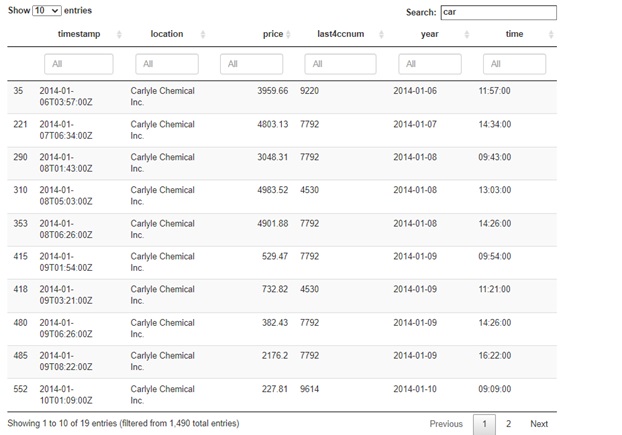 Show 10 entries Search: car
timestamp location price last4ccnum year time
All All All All All All
35 2014-01- Carlyle Chemical 3959.66 9220 2014-01-06 11:57:00
06T03:57:00Z Inc.
221 2014-01- Carlyle Chemical 4803.13 7792 2014-01-07 14:34:00
07T06:34:00Z Inc.
290 2014-01- Carlyle Chemical 3048.31 7792 2014-01-08 09:43:00
08T01:43:00Z Inc.
310 2014-01- Carlyle Chemical 4983.52 4530 2014-01-08 13:03:00
08T05:03:00Z Inc.
353 2014-01- Carlyle Chemical 4901.88 7792 2014-01-08 14:26:00
08T06:26:00Z Inc.
415 2014-01- Carlyle Chemical 529.47 7792 2014-01-09 09:54:00
09T01:54:00Z Inc.
418 2014-01- Carlyle Chemical 732.82 4530 2014-01-09 11:21:00
09T03:21:00Z Inc.
480 2014-01- Carlyle Chemical 382.43 7792 2014-01-09 14:26:00
09T06:26:00Z Inc.
485 2014-01- Carlyle Chemical 2176.2 7792 2014-01-09 16:22:00
09T08:22:00Z Inc.
552 2014-01- Carlyle Chemical 227.81 9614 2014-01-10 09:09:00
10T01:09:00Z Inc.
Showing 1 to 10 of 19 entries (filtered from 1,490 total entries) Previous 1 2 Next